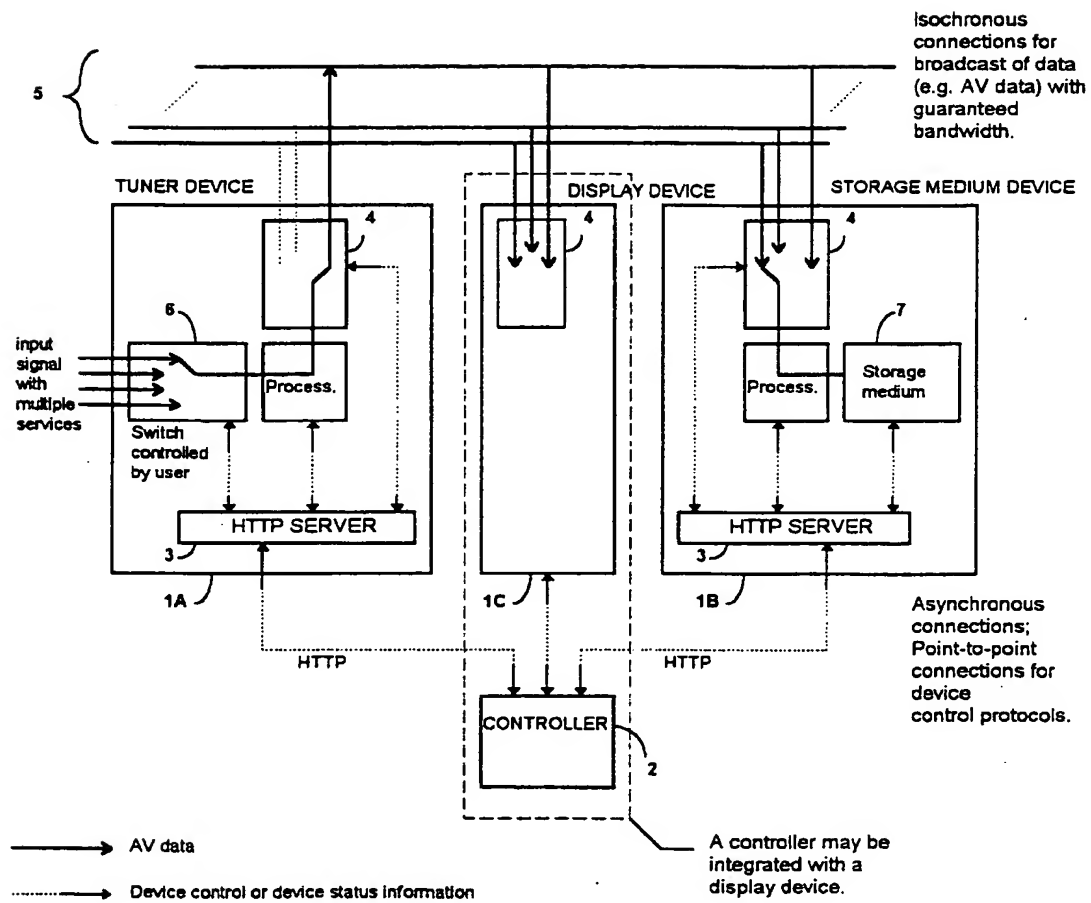 Isochronous
connections for
broadcast of data
(e.g. AV data) with
guaranteed
bandwidth.
5
TUNER DEVICE
DISPLAY DEVICE
STORAGE MEDIUM DEVICE
4
4
4
6
7
input
signal
with
multiple
services
Process.
Process.
Storage
medium
Switch
controlled
by user
HTTP SERVER
HTTP SERVER
3
3
1A
1C
1B
HTTP
HTTP
Asynchronous
connections;
Point-to-point
connections for
device
control protocols.
CONTROLLER
2
AV data
A controller may be
integrated with a
display device.
Device control or device status information